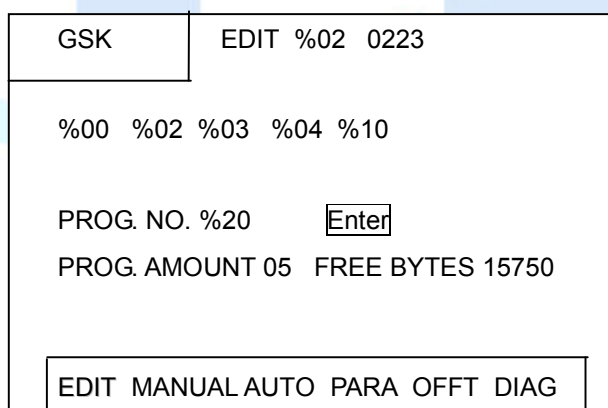 GSK EDIT %02 0223
%00 %02 %03 %04 %10
PROG. NO. %20 Enter
PROG. AMOUNT 05 FREE BYTES 15750
EDIT MANUAL AUTO PARA OFFT DIAG